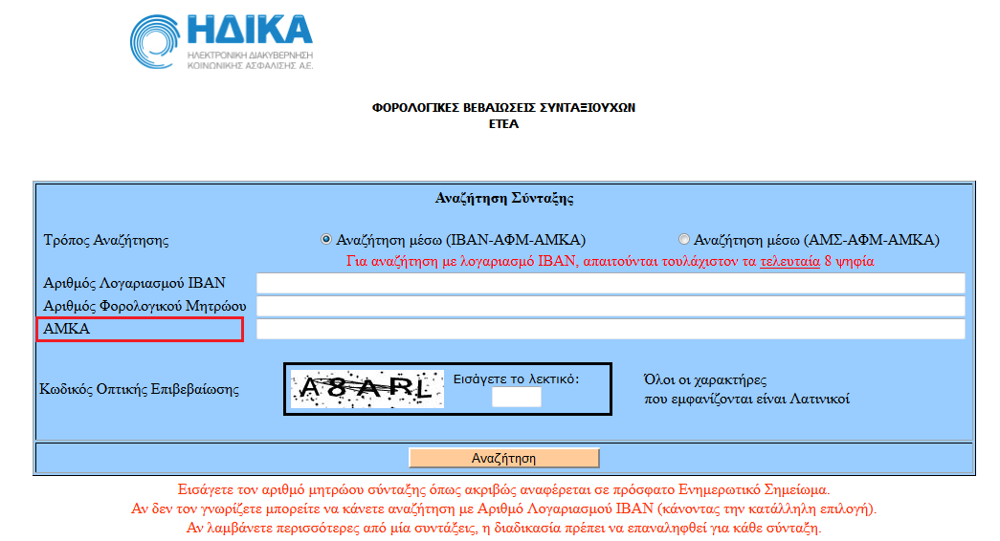 ΗΔΙΚΑ
ΗΛΕΚΤΡΟΝΙΚΗ ΔΙΑΚΥΒΕΡΝΗΣΗ
ΚΟΙΝΩΝΙΚΗΣ ΑΣΦΑΛΙΣΗΣ Α.Ε.
ΦΟΡΟΛΟΓΙΚΕΣ ΒΕΒΑΙΩΣΕΙΣ ΣΥΝΤΑΞΙΟΥΧΩΝ
ΕΤΕΑ
Αναζήτηση Σύνταξης
Τρόπος Αναζήτησης Αναζήτηση μέσω (ΙΒΑΝ-ΑΦΜ-ΑΜΚΑ) Αναζήτηση μέσω (ΑΜΣ-ΑΦΜ-ΑΜΚΑ)
Για αναζήτηση με λογαριασμό ΙΒΑΝ, απαιτούνται τουλάχιστον τα τελευταία 8 ψηφία
Αριθμός Λογαριασμού ΙΒΑΝ
Αριθμός Φορολογικού Μητρώου
ΑΜΚΑ
Κωδικός Οπτικής Επιβεβαίωσης
A8ARL
Εισάγετε το λεκτικό:
Όλοι οι χαρακτήρες
που εμφανίζονται είναι Λατινικοί
Αναζήτηση
Εισάγετε τον αριθμό μητρώου σύνταξης όπως ακριβώς αναφέρεται σε πρόσφατο Ενημερωτικό Σημείωμα.
Αν δεν τον γνωρίζετε μπορείτε να κάνετε αναζήτηση με Αριθμό Λογαριασμού ΙΒΑΝ (κάνοντας την κατάλληλη επιλογή).
Αν λαμβάνετε περισσότερες από μία συντάξεις, η διαδικασία πρέπει να επαναληφθεί για κάθε σύνταξη.